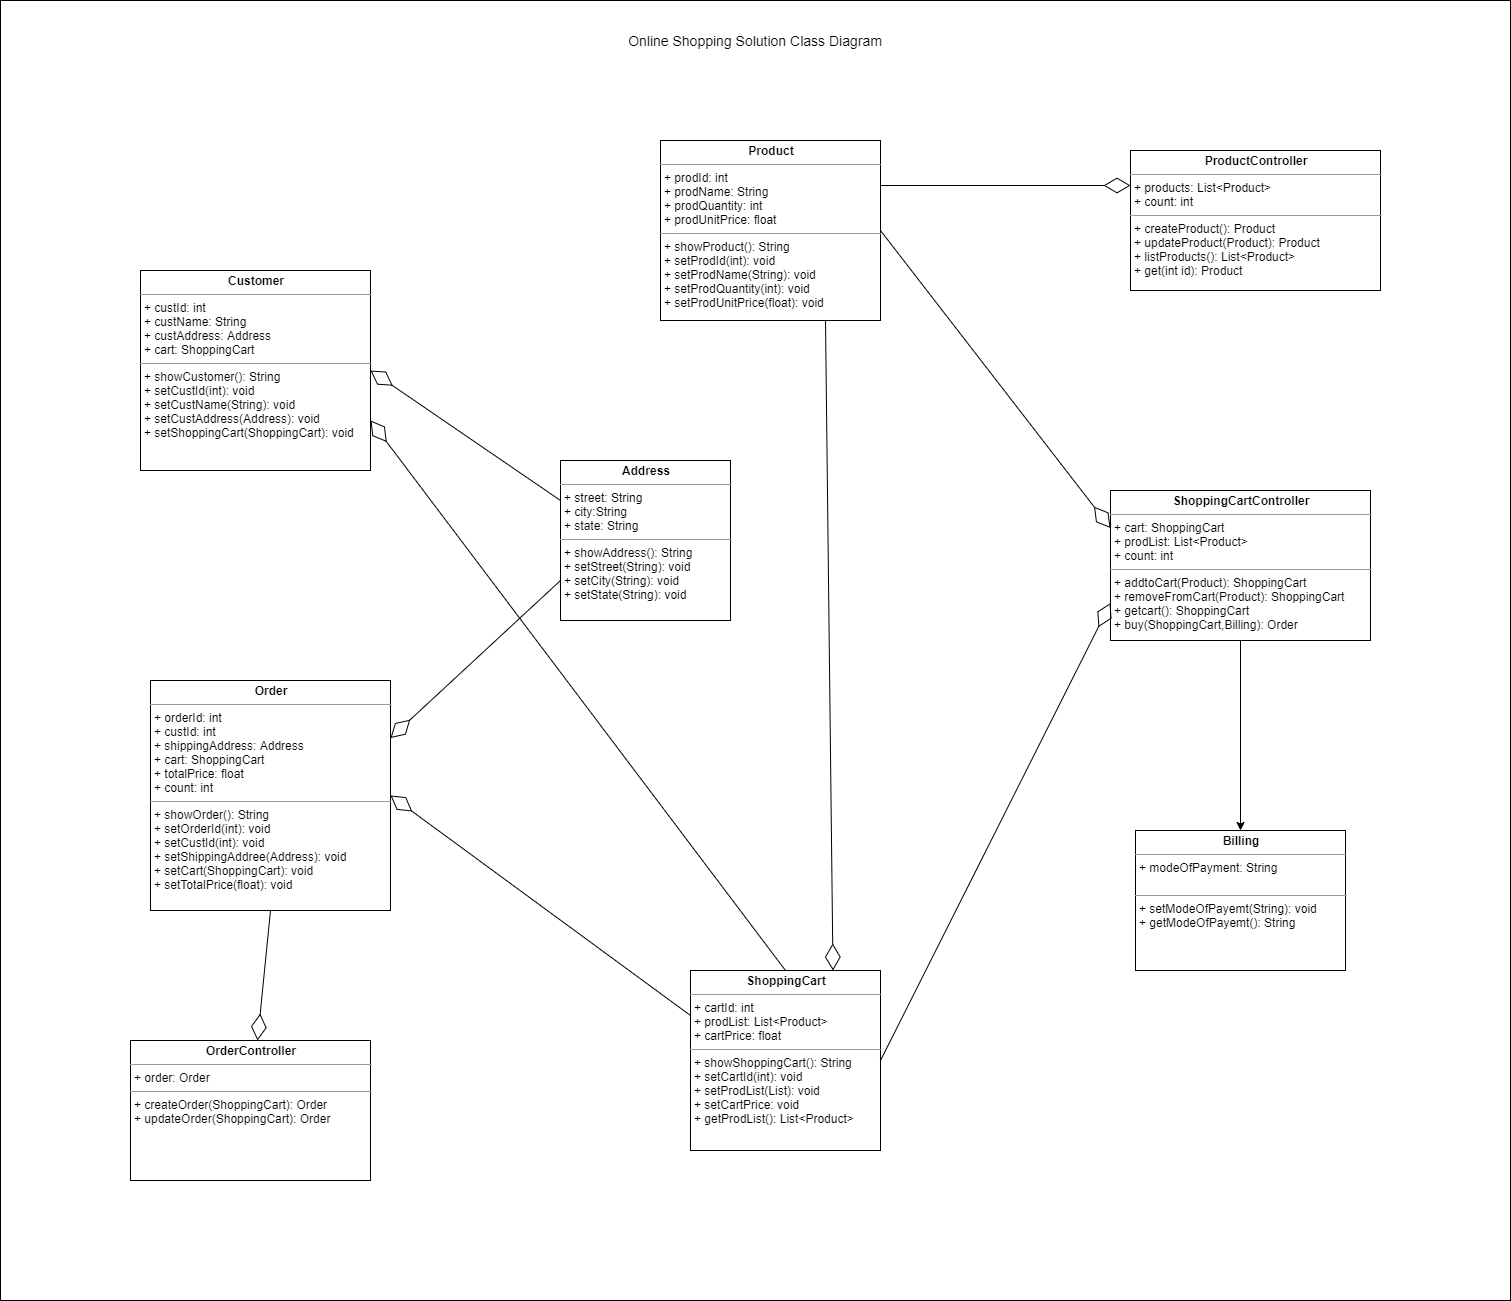 Online Shopping Solution Class Diagram
Product
+ prodId: int
+ prodName: String
+ prodQuantity: int
+ prodUnitPrice: float
+ showProduct(): String
+ setProdId(int): void
+ setProdName(String): void
+ setProdQuantity(int): void
+ setProdUnitPrice(float): void
ProductController
+ products: List<Product>
+ count: int
+ createProduct(): Product
+ updateProduct(Product): Product
+ listProducts(): List<Product>
+ get(int id): Product
Customer
+ custId: int
+ custName: String
+ custAddress: Address
+ cart: ShoppingCart
+ showCustomer(): String
+ setCustId(int): void
+ setCustName(String): void
+ setCustAddress(Address): void
+ setShoppingCart(ShoppingCart): void
Address
+ street: String
+ city:String
+ state: String
+ showAddress(): String
+ setStreet(String): void
+ setCity(String): void
+ setState(String): void
ShoppingCartController
+ cart: ShoppingCart
+ prodList: List<Product>
+ count: int
+ addtoCart(Product): ShoppingCart
+ removeFromCart(Product): ShoppingCart
+ getcart(): ShoppingCart
+ buy(ShoppingCart,Billing): Order
Order
+ orderId: int
+ custId: int
+ shippingAddress: Address
+ cart: ShoppingCart
+ totalPrice: float
+ count: int
+ showOrder(): String
+ setOrderId(int): void
+ setCustId(int): void
+ setShippingAddree(Address): void
+ setCart(ShoppingCart): void
+ setTotalPrice(float): void
Billing
+ modeOfPayment: String
+ setModeOfPayemt(String): void
+ getModeOfPayemt(): String
ShoppingCart
+ cartId: int
+ prodList: List<Product>
+ cartPrice: float
+ showShoppingCart(): String
+ setCartId(int): void
+ setProdList(List): void
+ setCartPrice: void
+ getProdList(): List<Product>
OrderController
+ order: Order
+ createOrder(ShoppingCart): Order
+ updateOrder(ShoppingCart): Order